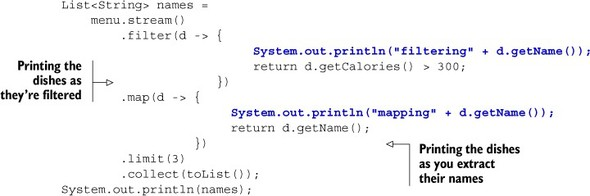 List<String> names =
menu.stream()
.filter(d -> {
System.out.println("filtering" + d.getName());
return d.getCalories() > 300;
})
.map(d -> {
System.out.println("mapping" + d.getName());
return d.getName();
})
.limit(3)
.collect(toList());
System.out.println(names);
Printing the
dishes as
they're filtered
Printing the dishes
as you extract
their names